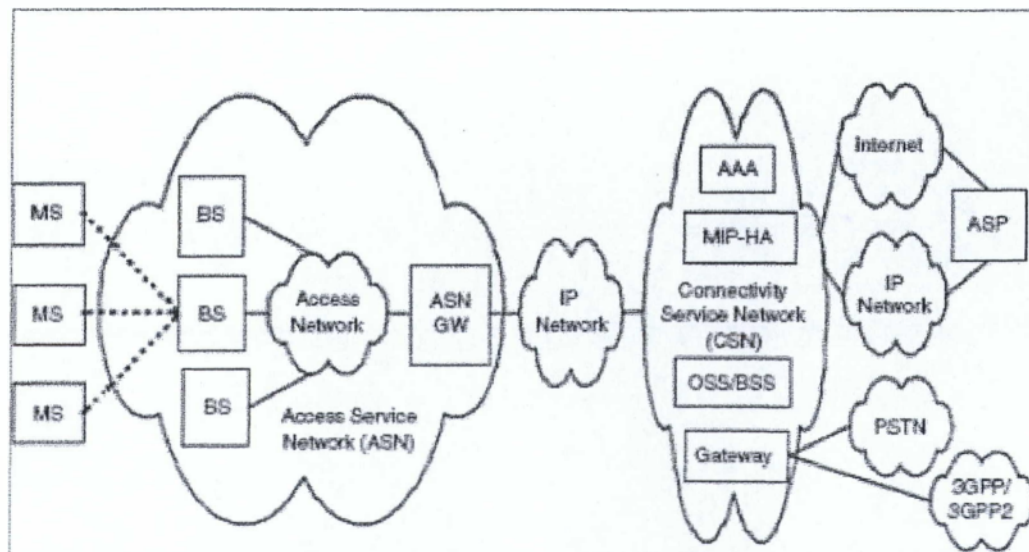 MS
MS
MS
BS
BS
BS
Access
Network
ASN
GW
Access Service
Network (ASN)
IP
Network
AAA
MIP-HA
Connectivity
Service Network
(CSN)
OSS/BSS
Gateway
Internet
IP
Network
ASP
PSTN
3GPP/
3GPP2